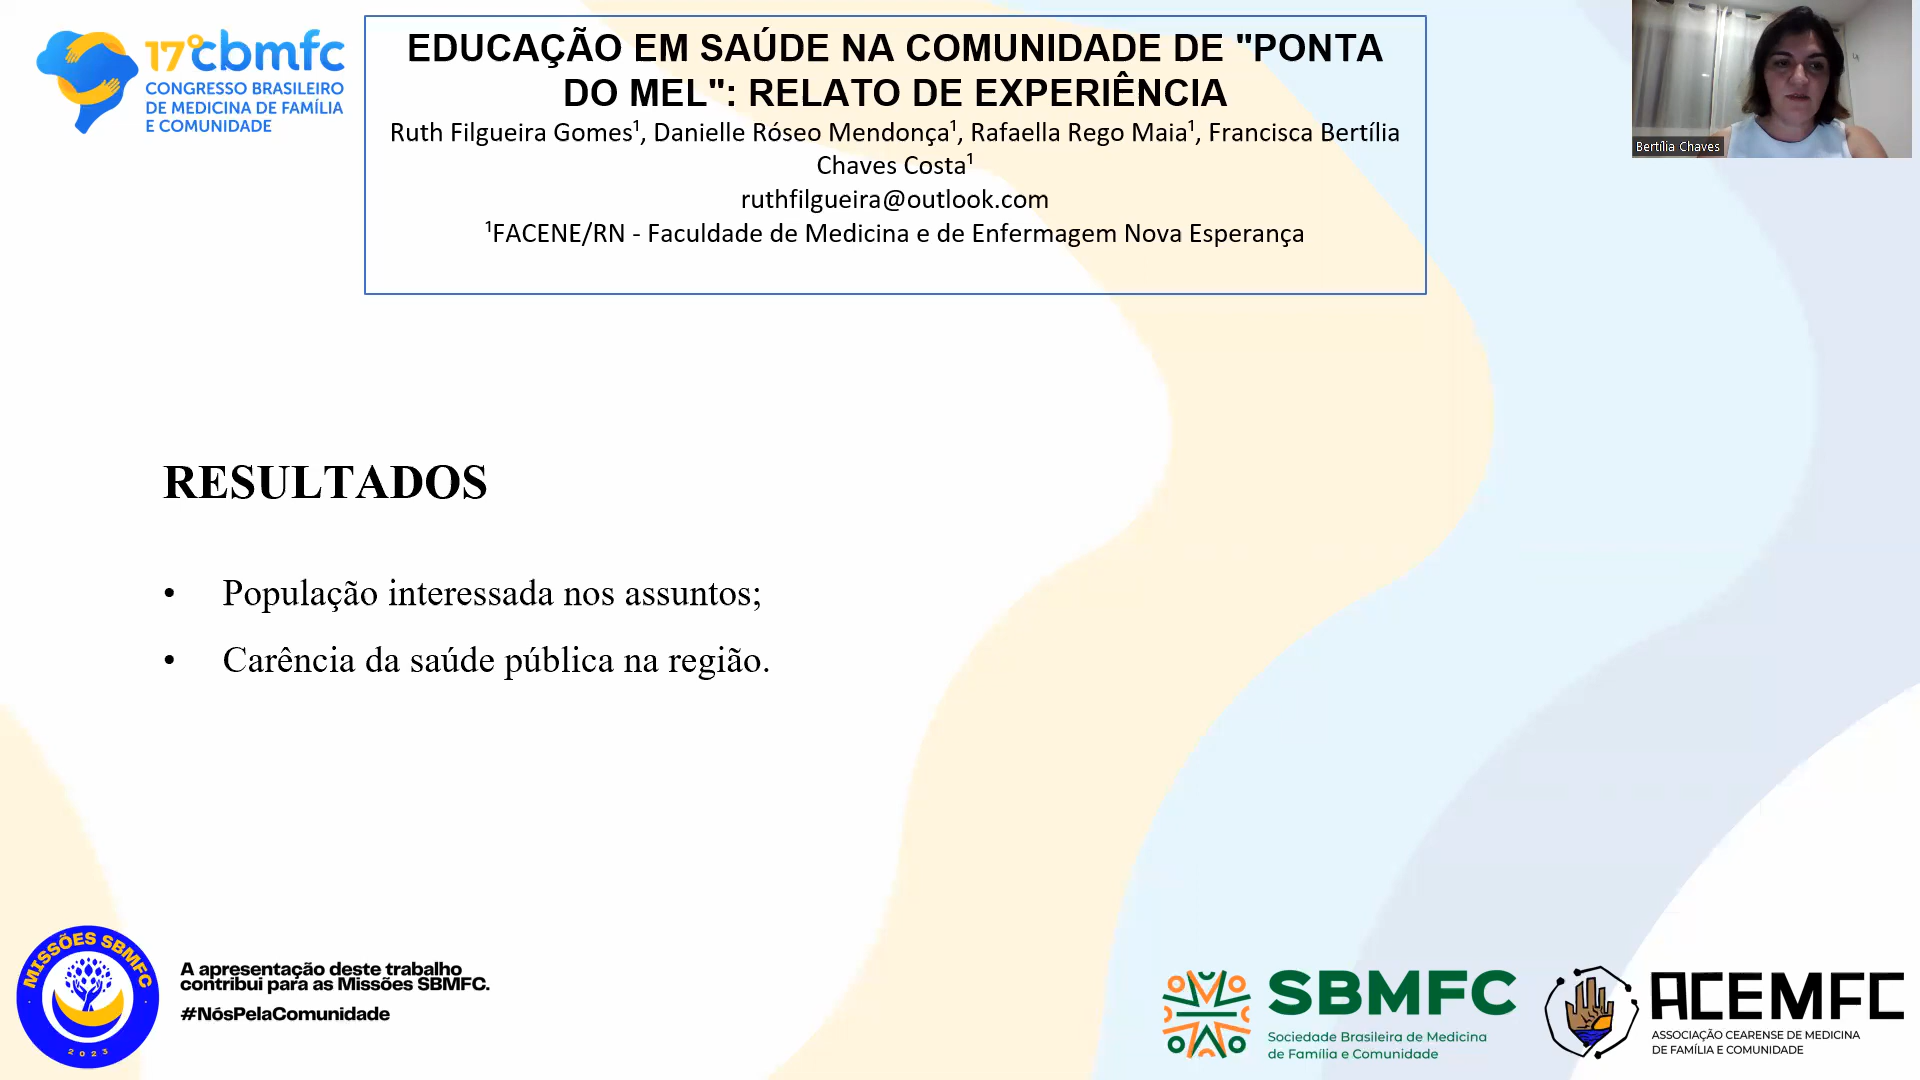 17º cbmfc
CONGRESSO BRASILEIRO
DE MEDICINA DE FAMÍLIA
E COMUNIDADE
EDUCAÇÃO EM SAÚDE NA COMUNIDADE DE "PONTA
DO MEL": RELATO DE EXPERIÊNCIA
Ruth Filgueira Gomes¹, Danielle Róseo Mendonça¹, Rafaella Rego Maia¹, Francisca Bertília
Chaves Costa¹
ruthfilgueira@outlook.com
¹FACENE/RN - Faculdade de Medicina e de Enfermagem Nova Esperança
Bertília Chaves
RESULTADOS
• População interessada nos assuntos;
• Carência da saúde pública na região.
MISSÕES SBMFC
2023
A apresentação deste trabalho
contribui para as Missões SBMFC.
#NósPelaComunidade
SBMFC
Sociedade Brasileira de Medicina
de Família e Comunidade
ACEMFC
ASSOCIAÇÃO CEARENSE DE MEDICINA
DE FAMÍLIA E COMUNIDADE